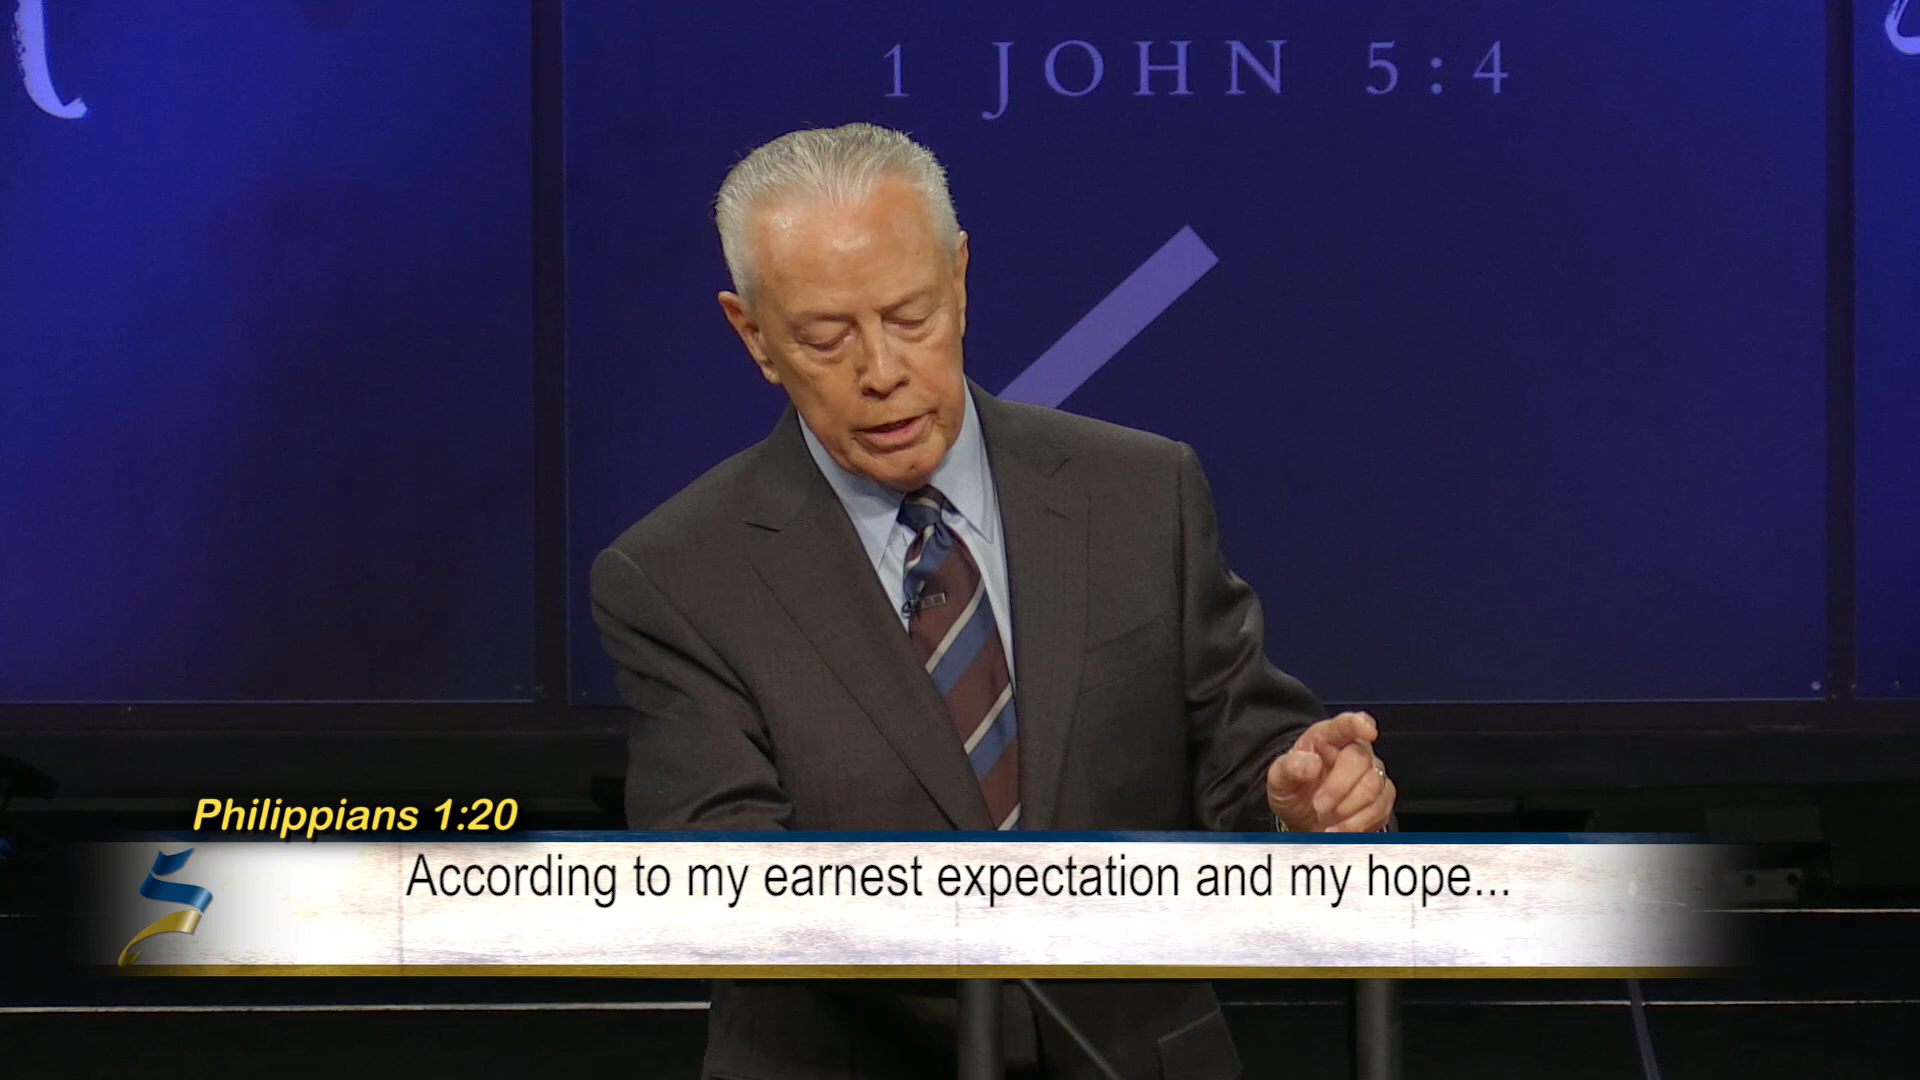 1 JOHN 5:4
Philippians 1:20
According to my earnest expectation and my hope...